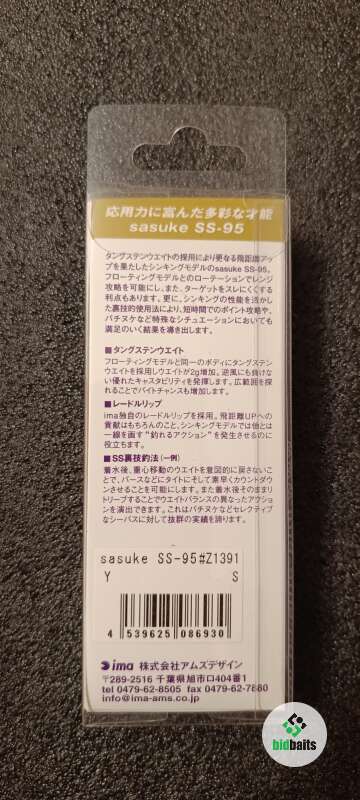 応用力に富んだ多彩な才能
sasuke SS-95
タングステンウエイトの採用により更なる飛距離アッ
プを果たしたシンキングモデルのsasuke SS-95。
フローティングモデルとのローテーションでレンジ
攻略を可能にし、また、ターゲットをスレにくくする
利点もあります。更に、シンキングの性能を活かし
た裏技的使用法により、短時間でのポイント攻略や、
バチヌケなど特殊なシチュエーションにおいても
満足のいく結果を導き出します。
■タングステンウエイト
フローティングモデルと同一のボディにタングステン
ウエイトを採用しウエイトが2g増加。逆風にも負けな
い優れたキャスタビリティを発揮します。広範囲を探
れることでバイトチャンスも増加します。
■レードルリップ
ima独自のレードルリップを採用。飛距離UPへの
貢献はもちろんのこと、シンキングモデルでは他とは
一線を画す"釣れるアクション"を発生させるのに
役立ちます。
■SS裏技釣法(一例)
着水後、重心移動のウエイトを意図的に戻さないこ
とで、バースなどにタイトにそして素早くカウントダウ
ンさせることを可能にします。また着水後そのままリ
トリーブすることでウエイトバランスの異なったアクショ
ンを演出できます。これはバチヌケなどセレクティブ
なシーバスに対して抜群の実績を誇ります。
sasuke SS-95#Z1391
Y S
4 539625 086930
ima 株式会社アムズデザイン
〒289-2516 千葉県旭市ロ404番1
tel 0479-62-8505 fax 0479-62-7880
info@ima-ams.co.jp
bidbaits